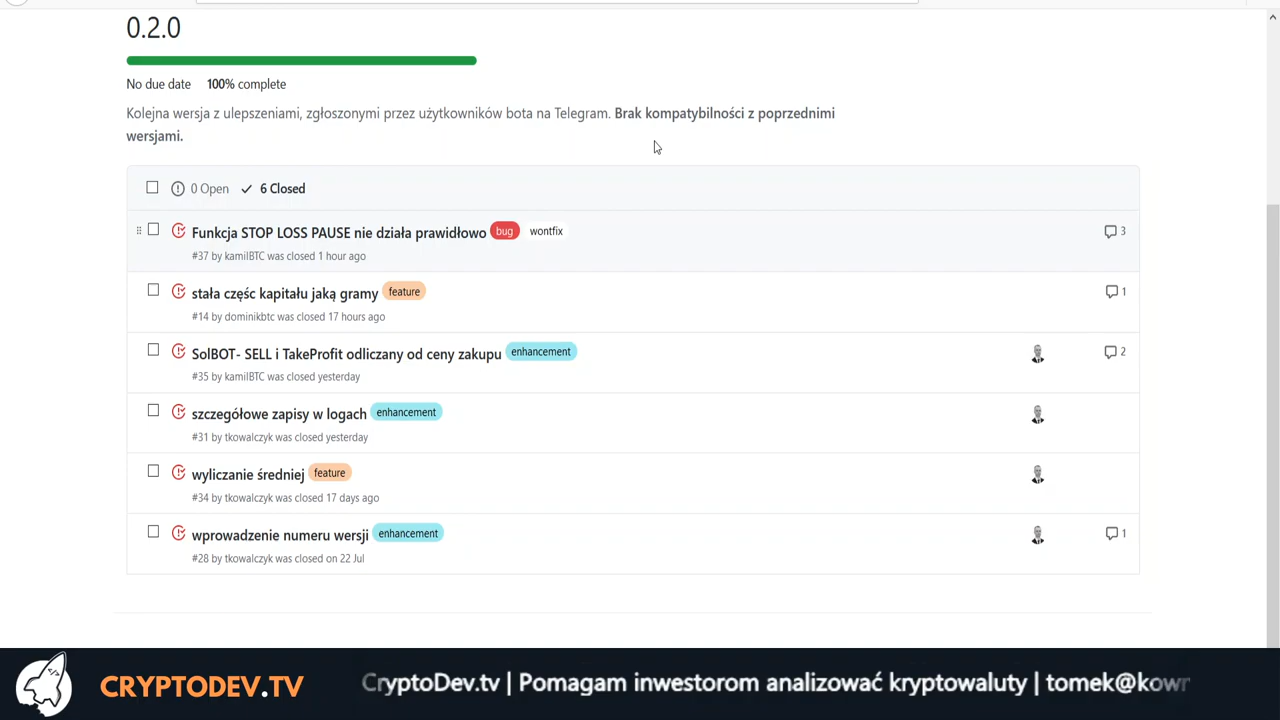 0.2.0
No due date 100% complete
Kolejna wersja z ulepszeniami, zgłoszonymi przez użytkowników bota na Telegram. Brak kompatybilności z poprzednimi
wersjami.
0 Open 6 Closed
Funkcja STOP LOSS PAUSE nie działa prawidłowo bug wontfix 3
#37 by kamilBTC was closed 1 hour ago
stała częśc kapitału jaką gramy feature 1
#14 by dominikbtc was closed 17 hours ago
SolBOT- SELL i TakeProfit odliczany od ceny zakupu enhancement 2
#35 by kamilBTC was closed yesterday
szczegółowe zapisy w logach enhancement
#31 by tkowalczyk was closed yesterday
wyliczanie średniej feature
#34 by tkowalczyk was closed 17 days ago
wprowadzenie numeru wersji enhancement 1
#28 by tkowalczyk was closed on 22 Jul
CRYPTODEV.TV CryptoDev.tv | Pomagam inwestorom analizować kryptowaluty |